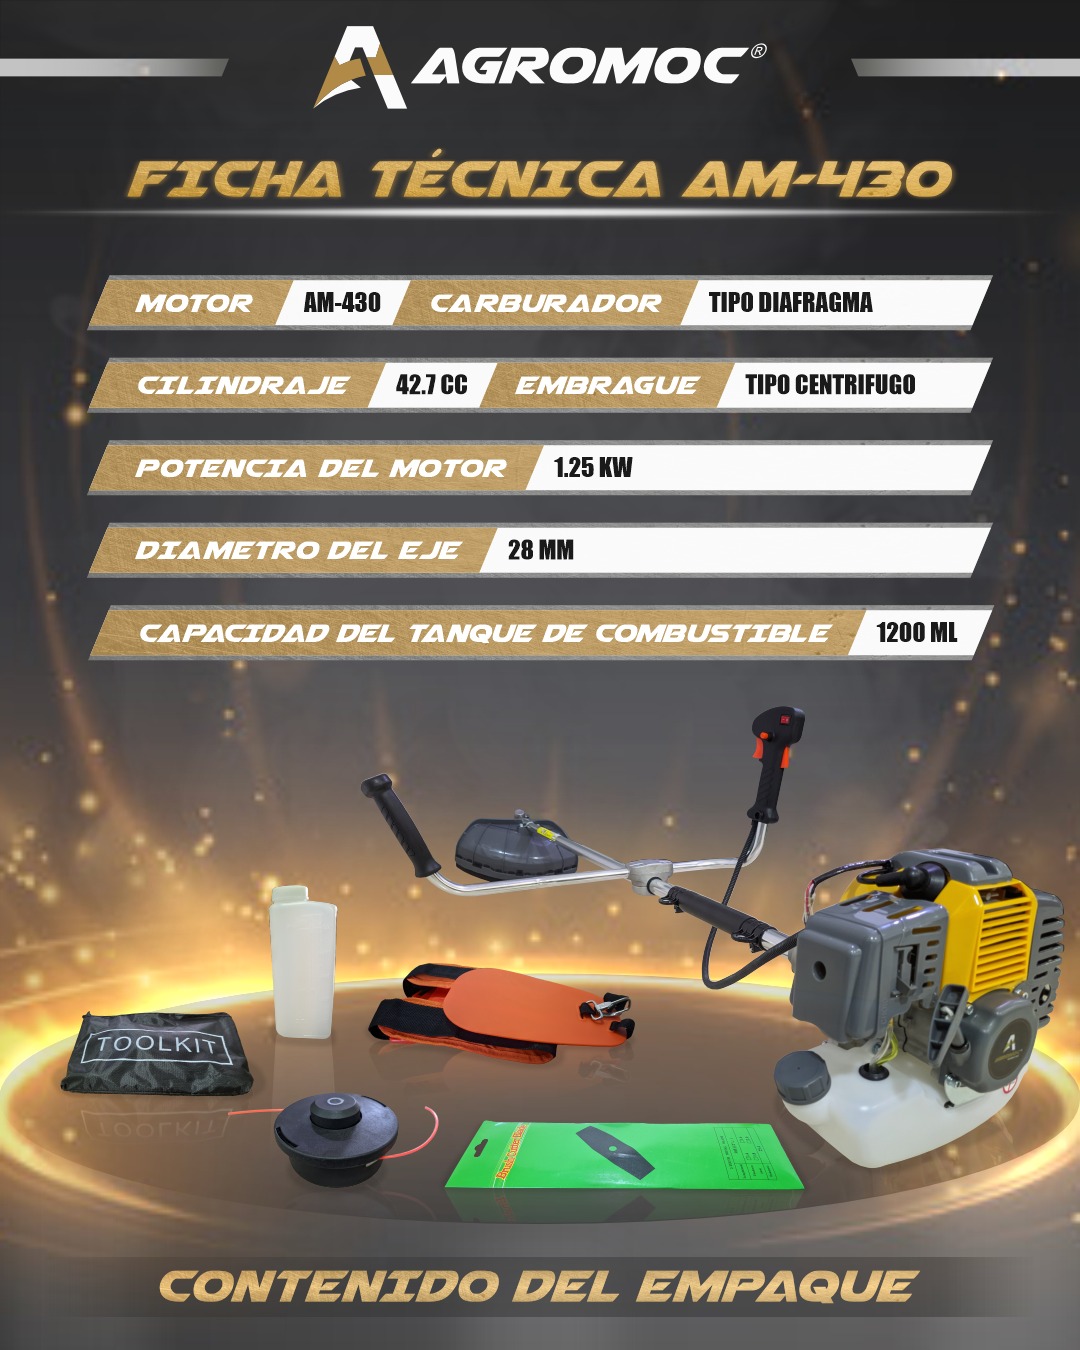 AGROMOC®
FICHA TÉCNICA AM-430
MOTOR AM-430 CARBURADOR TIPO DIAFRAGMA
CILINDRAJE 42.7 CC EMBRAGUE TIPO CENTRIFUGO
POTENCIA DEL MOTOR 1.25 KW
DIAMETRO DEL EJE 28 MM
CAPACIDAD DEL TANQUE DE COMBUSTIBLE 1200 ML
TOOLKIT
CONTENIDO DEL EMPAQUE